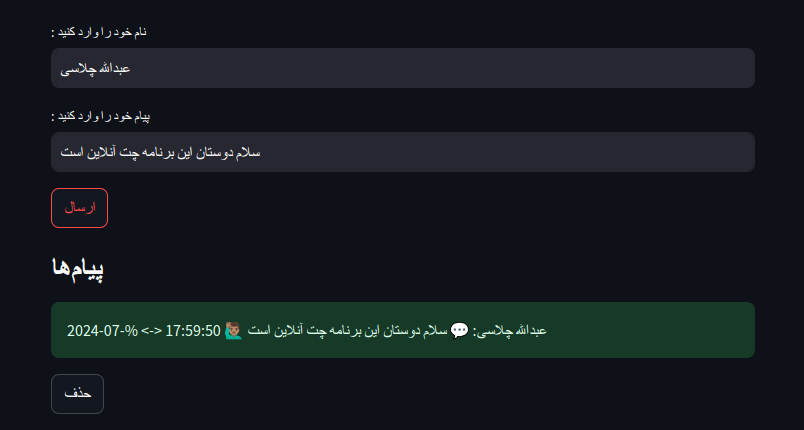 نام خود را وارد کنید :
عبدالله چلاسی
پیام خود را وارد کنید :
سلام دوستان این برنامه چت آنلاین است
ارسال
پیام‌ها
عبدالله چلاسی: 💬 سلام دوستان این برنامه چت آنلاین است 🙋🏽‍♂️ 2024-07-% <-> 17:59:50
حذف